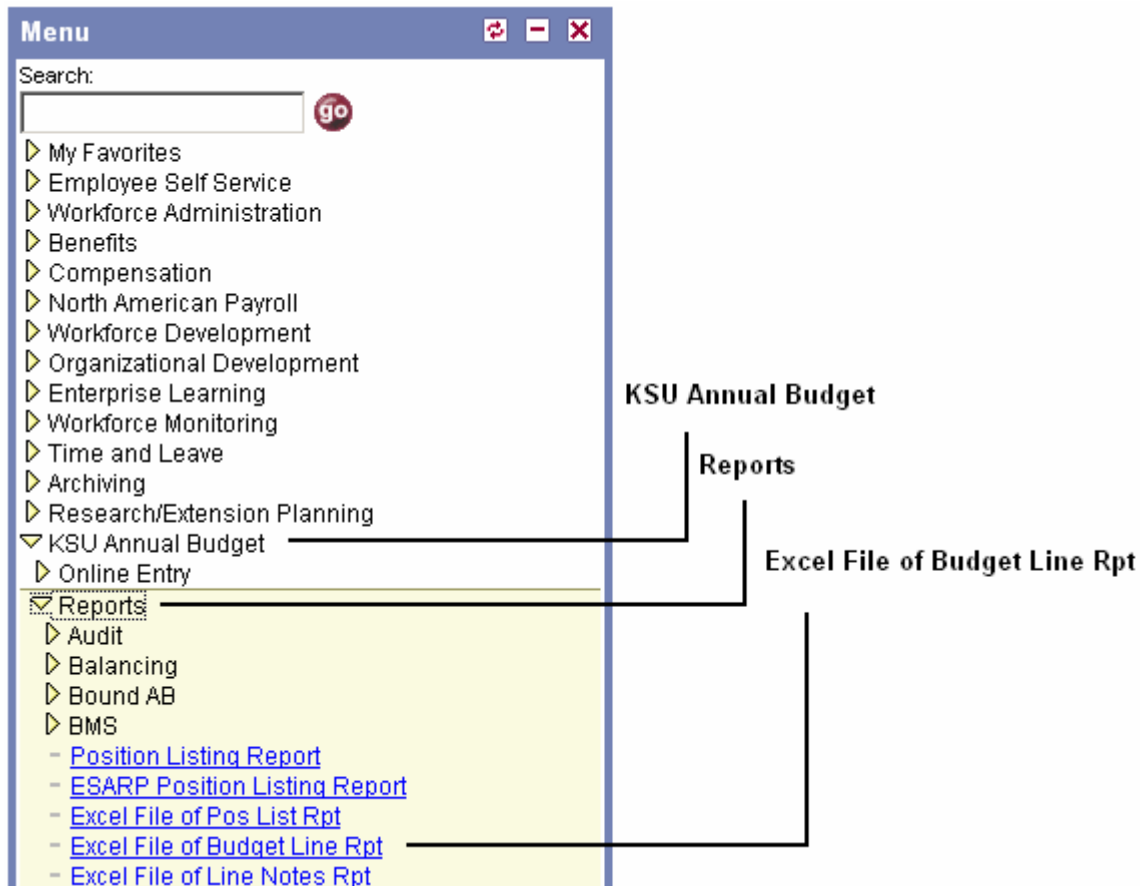 Menu
Search:
go
My Favorites
Employee Self Service
Workforce Administration
Benefits
Compensation
North American Payroll
Workforce Development
Organizational Development
Enterprise Learning
Workforce Monitoring
Time and Leave
Archiving
Research/Extension Planning
KSU Annual Budget
Online Entry
Reports
Audit
Balancing
Bound AB
BMS
Position Listing Report
ESARP Position Listing Report
Excel File of Pos List Rpt
Excel File of Budget Line Rpt
Excel File of Line Notes Rpt
KSU Annual Budget
Reports
Excel File of Budget Line Rpt